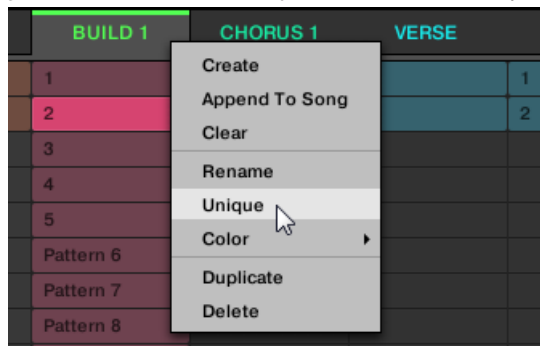 BUILD 1 CHORUS 1 VERSE
Create
1 1
Append To Song
2 2
Clear
3
Rename
4
Unique
5
Color
Pattern 6
Duplicate
Pattern 7
Delete
Pattern 8